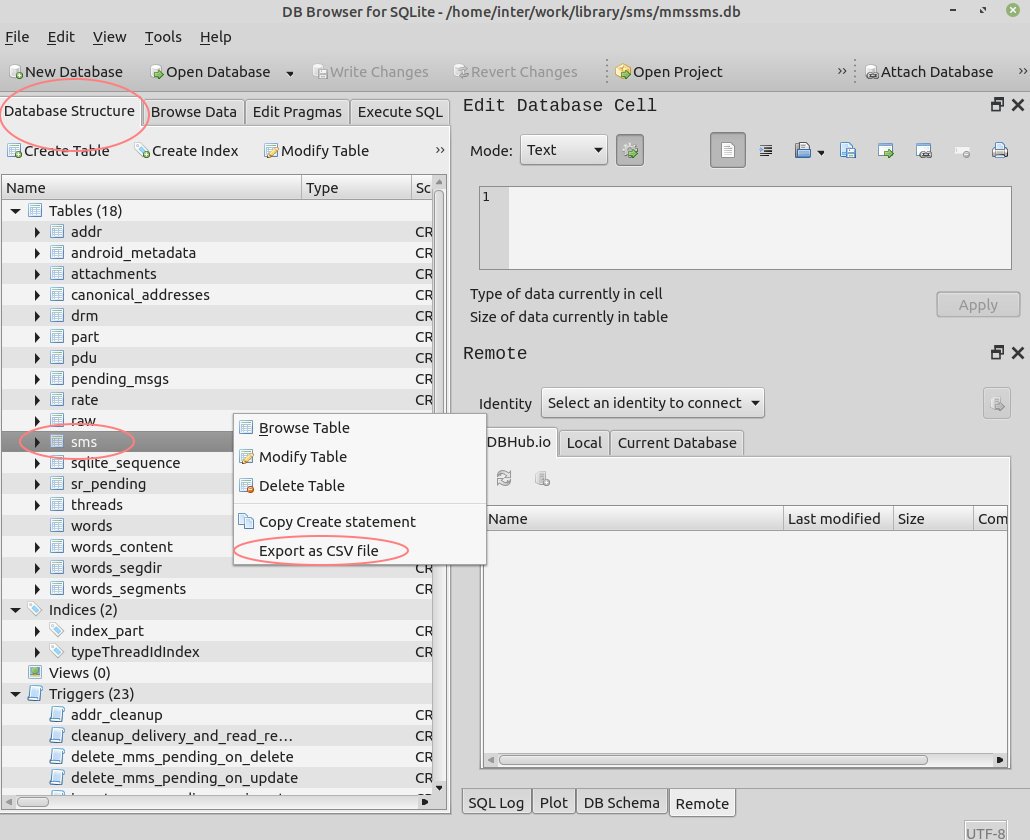 DB Browser for SQLite - /home/inter/work/library/sms/mmssms.db
File Edit View Tools Help
New Database Open Database Write Changes Revert Changes Open Project » Attach Database »
Database Structure Browse Data Edit Pragmas Execute SQL
Create Table Create Index Modify Table »
Name Type Sc
Tables (18)
addr CR
android_metadata CR
attachments CR
canonical_addresses CR
drm CR
part CR
pdu CR
pending_msgs CR
rate CR
raw
sms
sqlite_sequence
sr_pending
threads
words
words_content
words_segdir CR
words_segments CR
Indices (2)
index_part CR
typeThreadIdIndex CR
Views (0)
Triggers (23)
addr_cleanup CR
cleanup_delivery_and_read_re… CR
delete_mms_pending_on_delete CR
delete_mms_pending_on_update CR
Browse Table
Modify Table
Delete Table
Copy Create statement
Export as CSV file
Edit Database Cell
Mode: Text
1
Type of data currently in cell
Size of data currently in table
Apply
Remote
Identity Select an identity to connect
DBHub.io Local Current Database
Name Last modified Size Com
SQL Log Plot DB Schema Remote
UTF-8